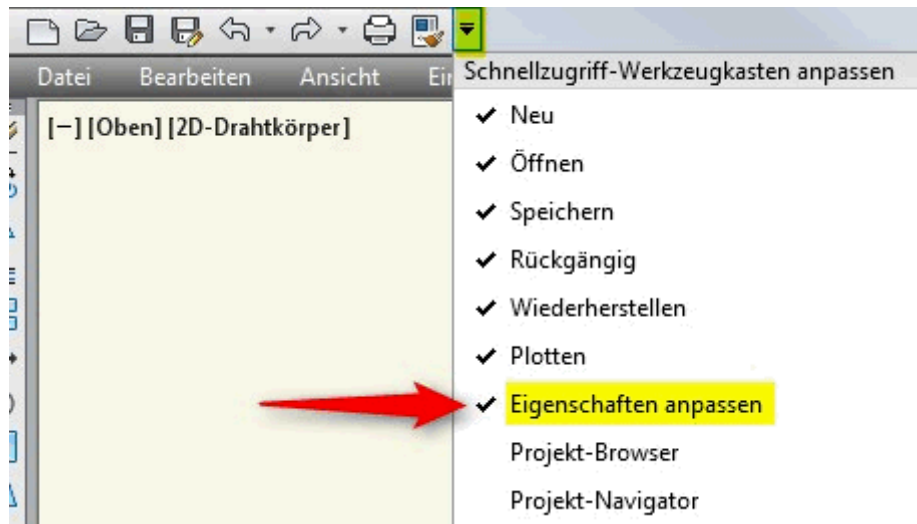 Datei Bearbeiten Ansicht
Schnellzugriff-Werkzeugkasten anpassen
[−] [Oben] [2D-Drahtkörper]
✔ Neu
✔ Öffnen
✔ Speichern
✔ Rückgängig
✔ Wiederherstellen
✔ Plotten
✔ Eigenschaften anpassen
Projekt-Browser
Projekt-Navigator